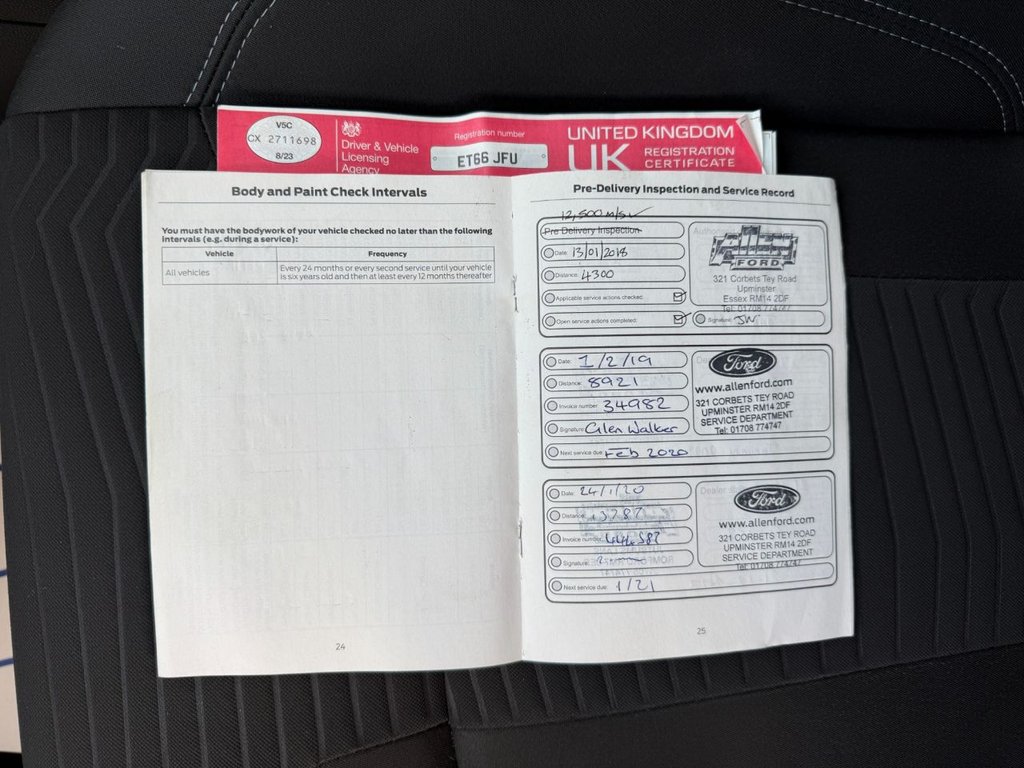 V5C
CX 2711698
8/23
Driver & Vehicle
Licensing
Agency
Registration number
ET66 JFU
UNITED KINGDOM
UK REGISTRATION
CERTIFICATE
Body and Paint Check Intervals
You must have the bodywork of your vehicle checked no later than the following
intervals (e.g. during a service):
Vehicle Frequency
All vehicles Every 24 months or every second service until your vehicle
is six years old and then at least every 12 months thereafter
24
Pre-Delivery Inspection and Service Record
12,500 m/sv
Pre Delivery Inspection
Date: 13/01/2018
Distance: 4300
Applicable service actions checked:
Open service actions completed:
FORD
321 Corbets Tey Road
Upminster
Essex RM14 2DF
Tel: 01708 774747
Signature: JW
Date: 1/2/19
Distance: 8921
Invoice number: 34982
Signature: Glen Walker
Next service due: Feb 2020
Ford
www.allenford.com
321 CORBETS TEY ROAD
UPMINSTER RM14 2DF
SERVICE DEPARTMENT
Tel: 01708 774747
Date: 24/1/20
Distance:
Invoice number:
Signature:
Next service due: 1/21
Ford
www.allenford.com
321 CORBETS TEY ROAD
UPMINSTER RM14 2DF
SERVICE DEPARTMENT
Tel: 01708 774747
25